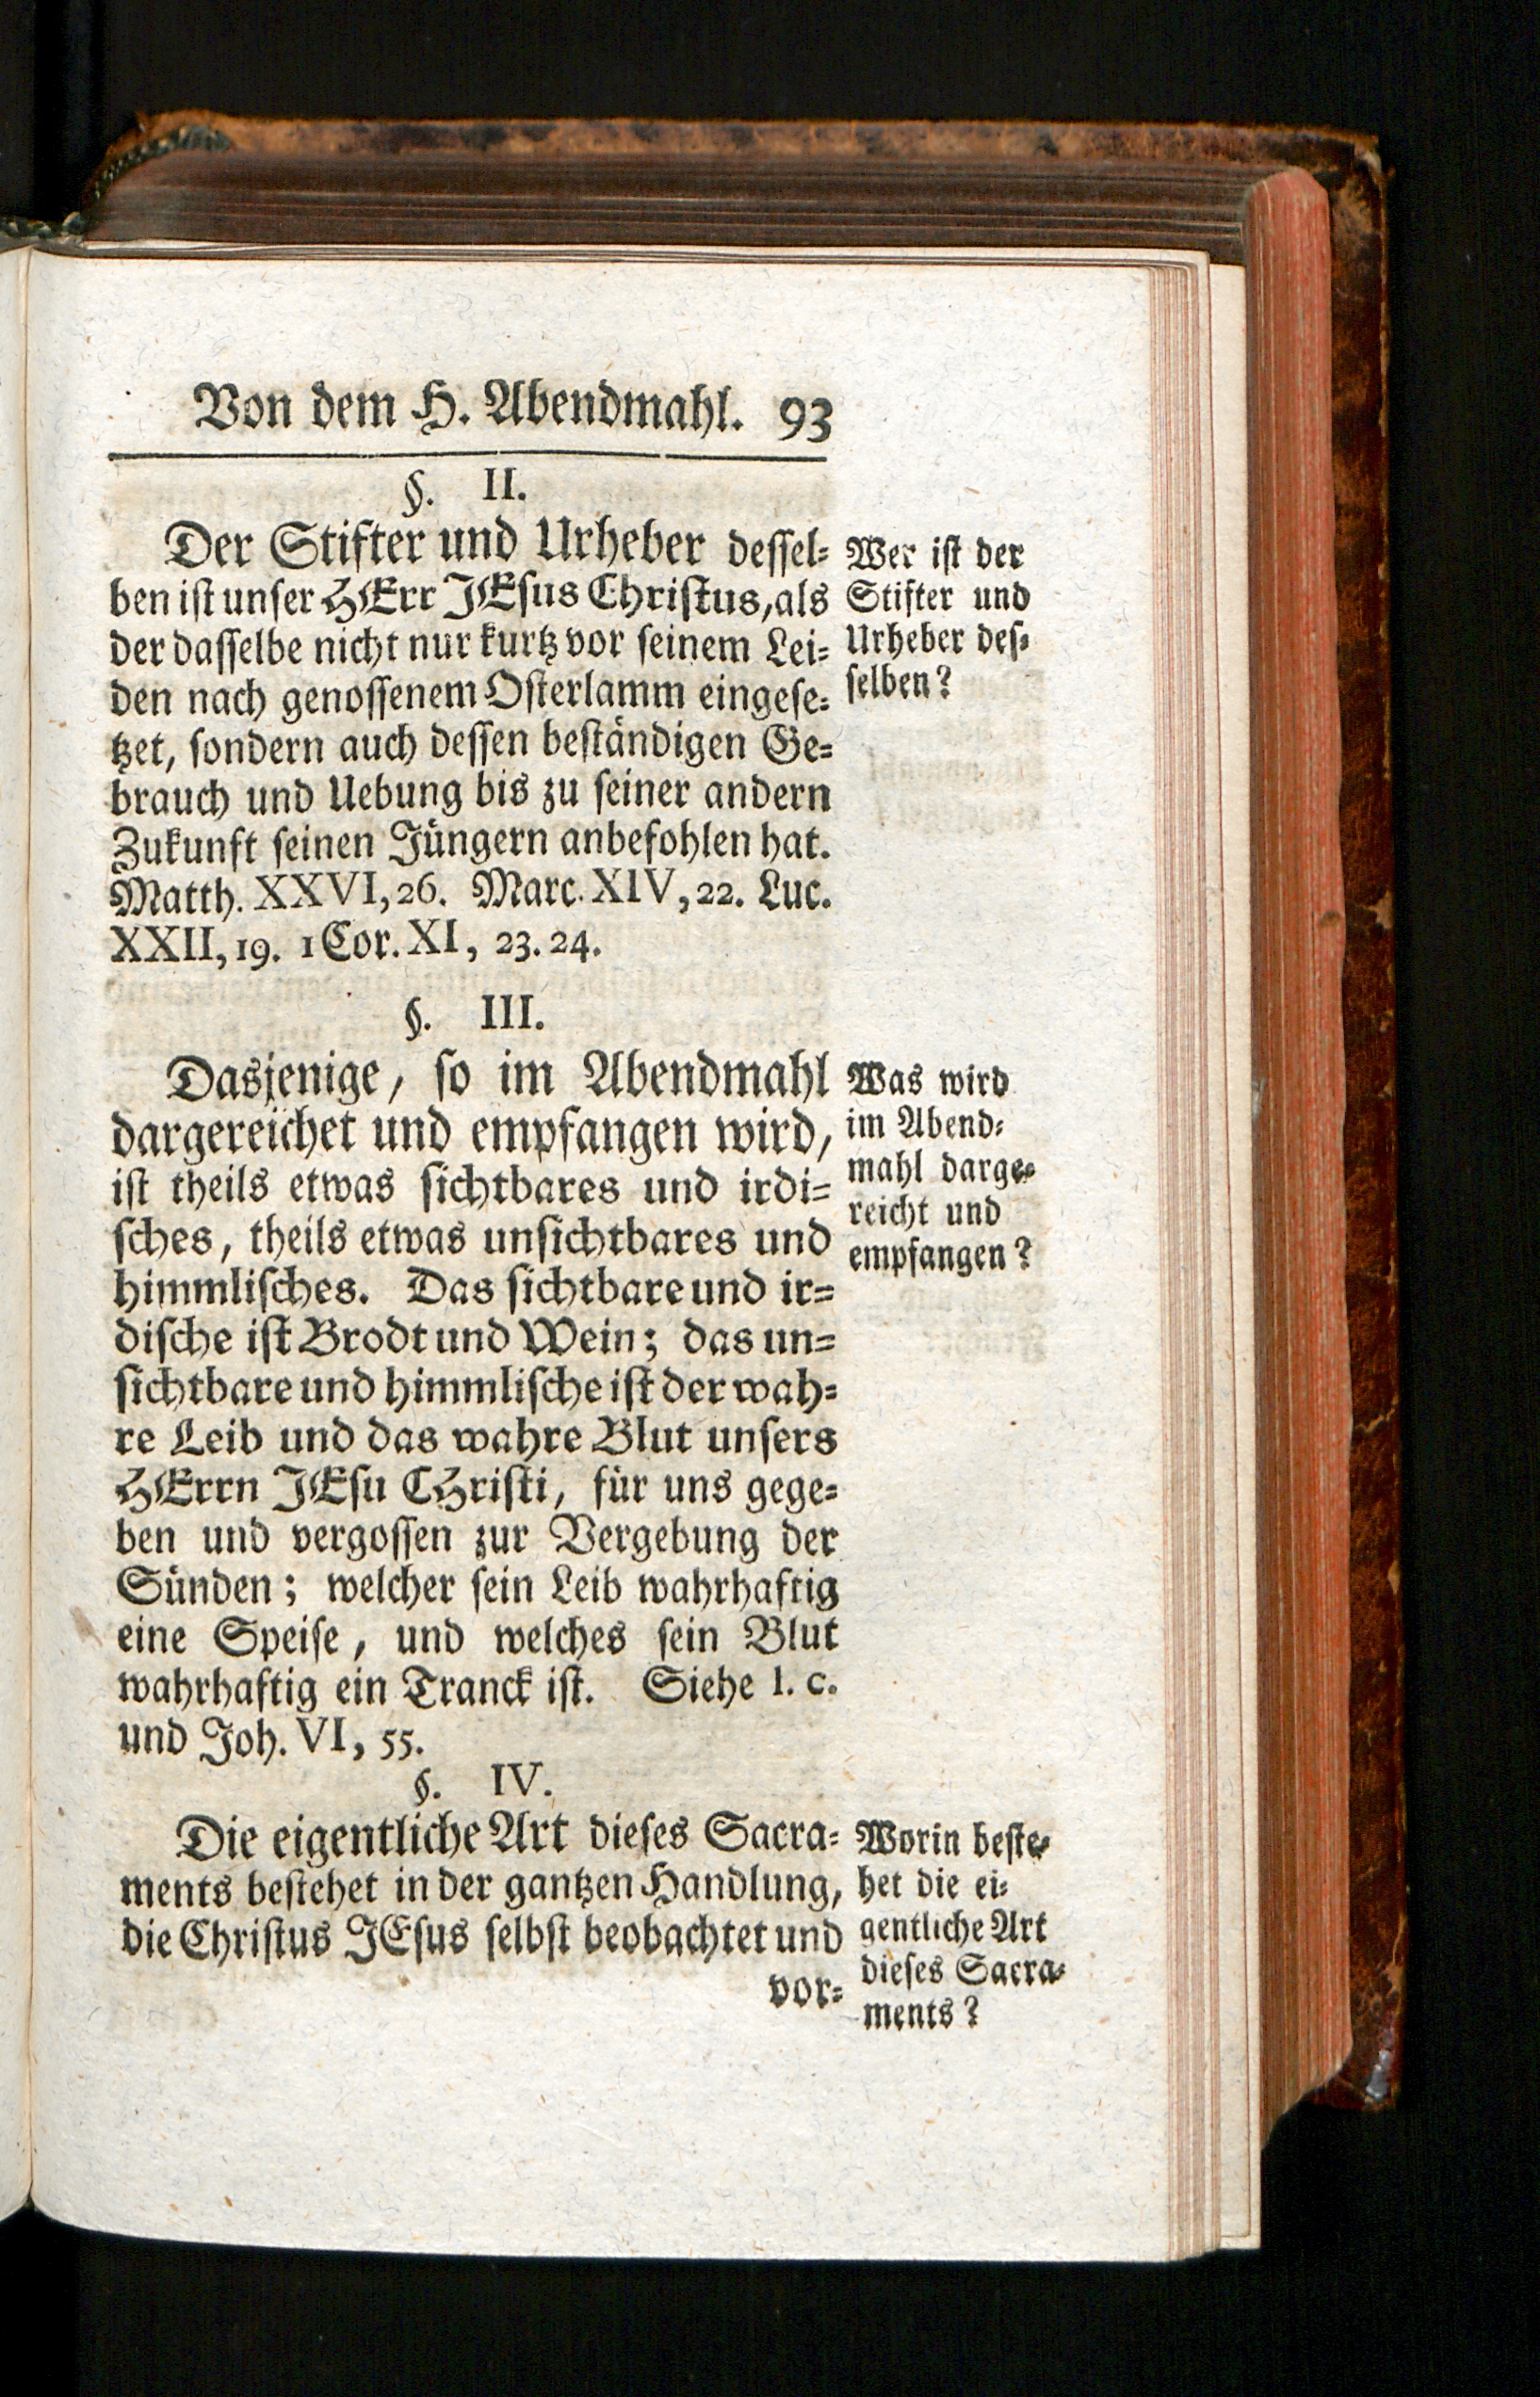 Von dem H. Abendmahl. 93
§. II.
Der Stifter und Urheber deſſel-
ben iſt unſer HErr JEſus Chriſtus, als
der daſſelbe nicht nur kurtz vor ſeinem Lei-
den nach genoſſenem Oſterlamm eingeſe-
tzet, ſondern auch deſſen beſtändigen Ge-
brauch und Uebung bis zu ſeiner andern
Zukunft ſeinen Jüngern anbefohlen hat.
Matth. XXVI, 26. Marc. XIV, 22. Luc.
XXII, 19. 1 Cor. XI, 23. 24.
Wer iſt der
Stifter und
Urheber deſ-
ſelben?
§. III.
Dasjenige, ſo im Abendmahl
dargereichet und empfangen wird,
iſt theils etwas ſichtbares und irdi-
ſches, theils etwas unſichtbares und
himmliſches. Das ſichtbare und ir-
diſche iſt Brodt und Wein; das un-
ſichtbare und himmliſche iſt der wah-
re Leib und das wahre Blut unſers
HErrn JEſu CHriſti, für uns gege-
ben und vergoſſen zur Vergebung der
Sünden; welcher ſein Leib wahrhaftig
eine Speiſe, und welches ſein Blut
wahrhaftig ein Tranck iſt. Siehe l. c.
und Joh. VI, 55.
Was wird
im Abend-
mahl darge-
reicht und
empfangen?
§. IV.
Die eigentliche Art dieſes Sacra-
ments beſtehet in der gantzen Handlung,
die Chriſtus JEſus ſelbſt beobachtet und
vor-
Worin beſte-
het die ei-
gentliche Art
dieſes Sacra-
ments?